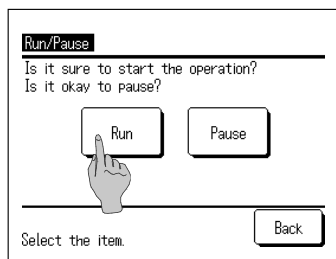 Run/Pause
Is it sure to start the operation?
Is it okay to pause?
Run Pause
Back
Select the item.